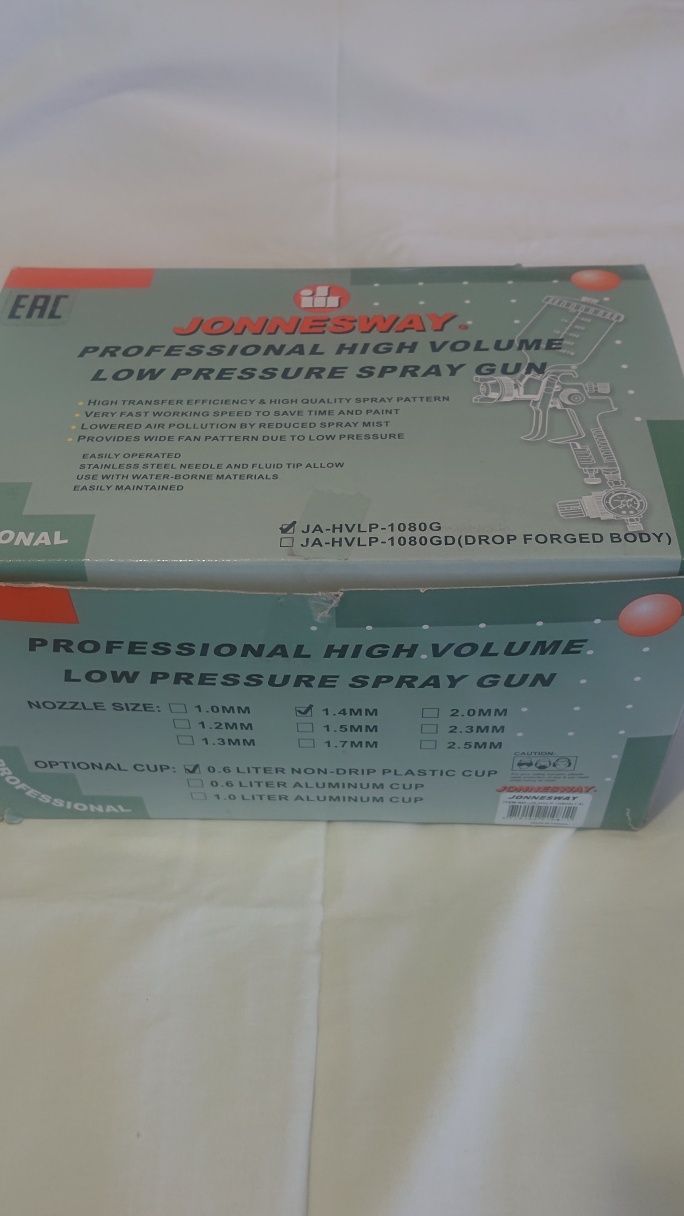 EAC
JONNESWAY®
PROFESSIONAL HIGH VOLUME
LOW PRESSURE SPRAY GUN
• HIGH TRANSFER EFFICIENCY & HIGH QUALITY SPRAY PATTERN
• VERY FAST WORKING SPEED TO SAVE TIME AND PAINT
• LOWERED AIR POLLUTION BY REDUCED SPRAY MIST
• PROVIDES WIDE FAN PATTERN DUE TO LOW PRESSURE
EASILY OPERATED
STAINLESS STEEL NEEDLE AND FLUID TIP ALLOW
USE WITH WATER-BORNE MATERIALS
EASILY MAINTAINED
ONAL
☑ JA-HVLP-1080G
☐ JA-HVLP-1080GD(DROP FORGED BODY)
PROFESSIONAL HIGH VOLUME
LOW PRESSURE SPRAY GUN
NOZZLE SIZE: ☐ 1.0MM ☑ 1.4MM ☐ 2.0MM
☐ 1.2MM ☐ 1.5MM ☐ 2.3MM
☐ 1.3MM ☐ 1.7MM ☐ 2.5MM
OPTIONAL CUP: ☑ 0.6 LITER NON-DRIP PLASTIC CUP
☐ 0.6 LITER ALUMINUM CUP
☐ 1.0 LITER ALUMINUM CUP
PROFESSIONAL
CAUTION:
JONNESWAY
JONNESWAY